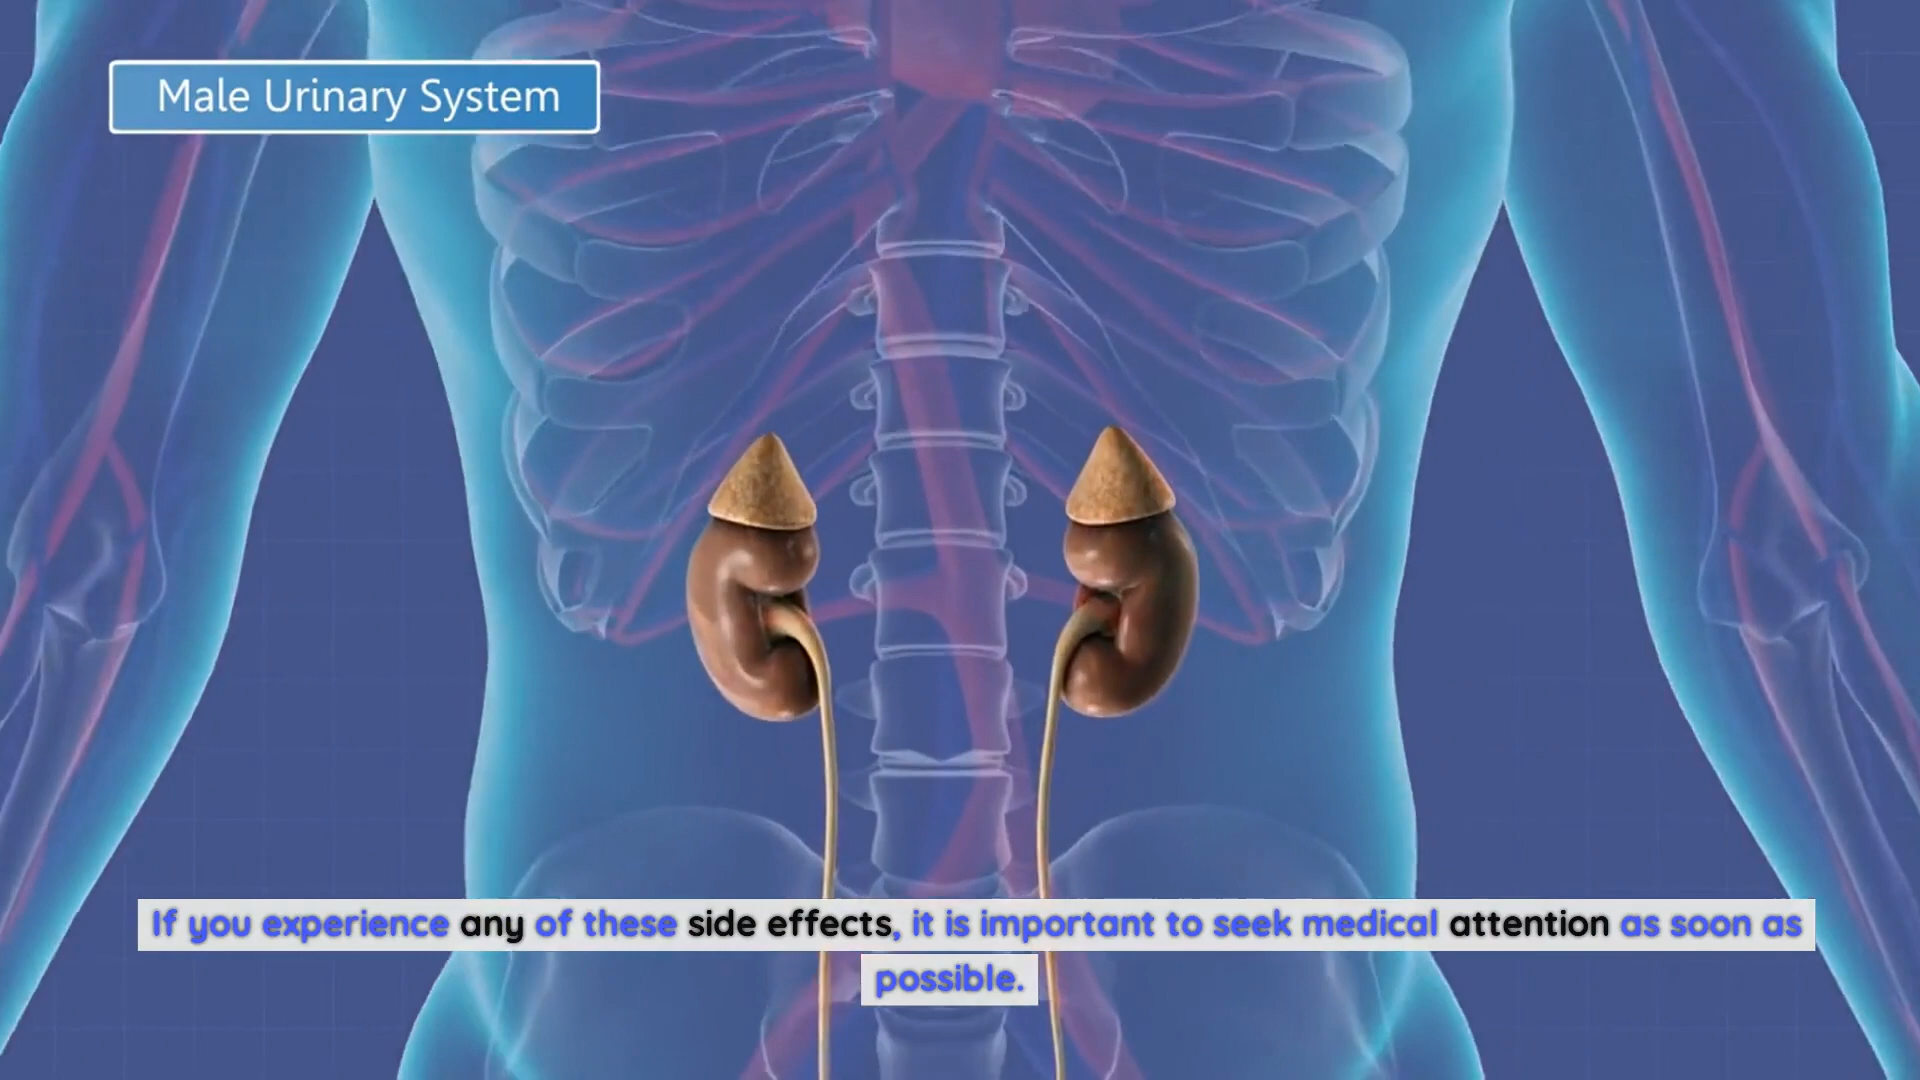 Male Urinary System
If you experience any of these side effects, it is important to seek medical attention as soon as
possible.